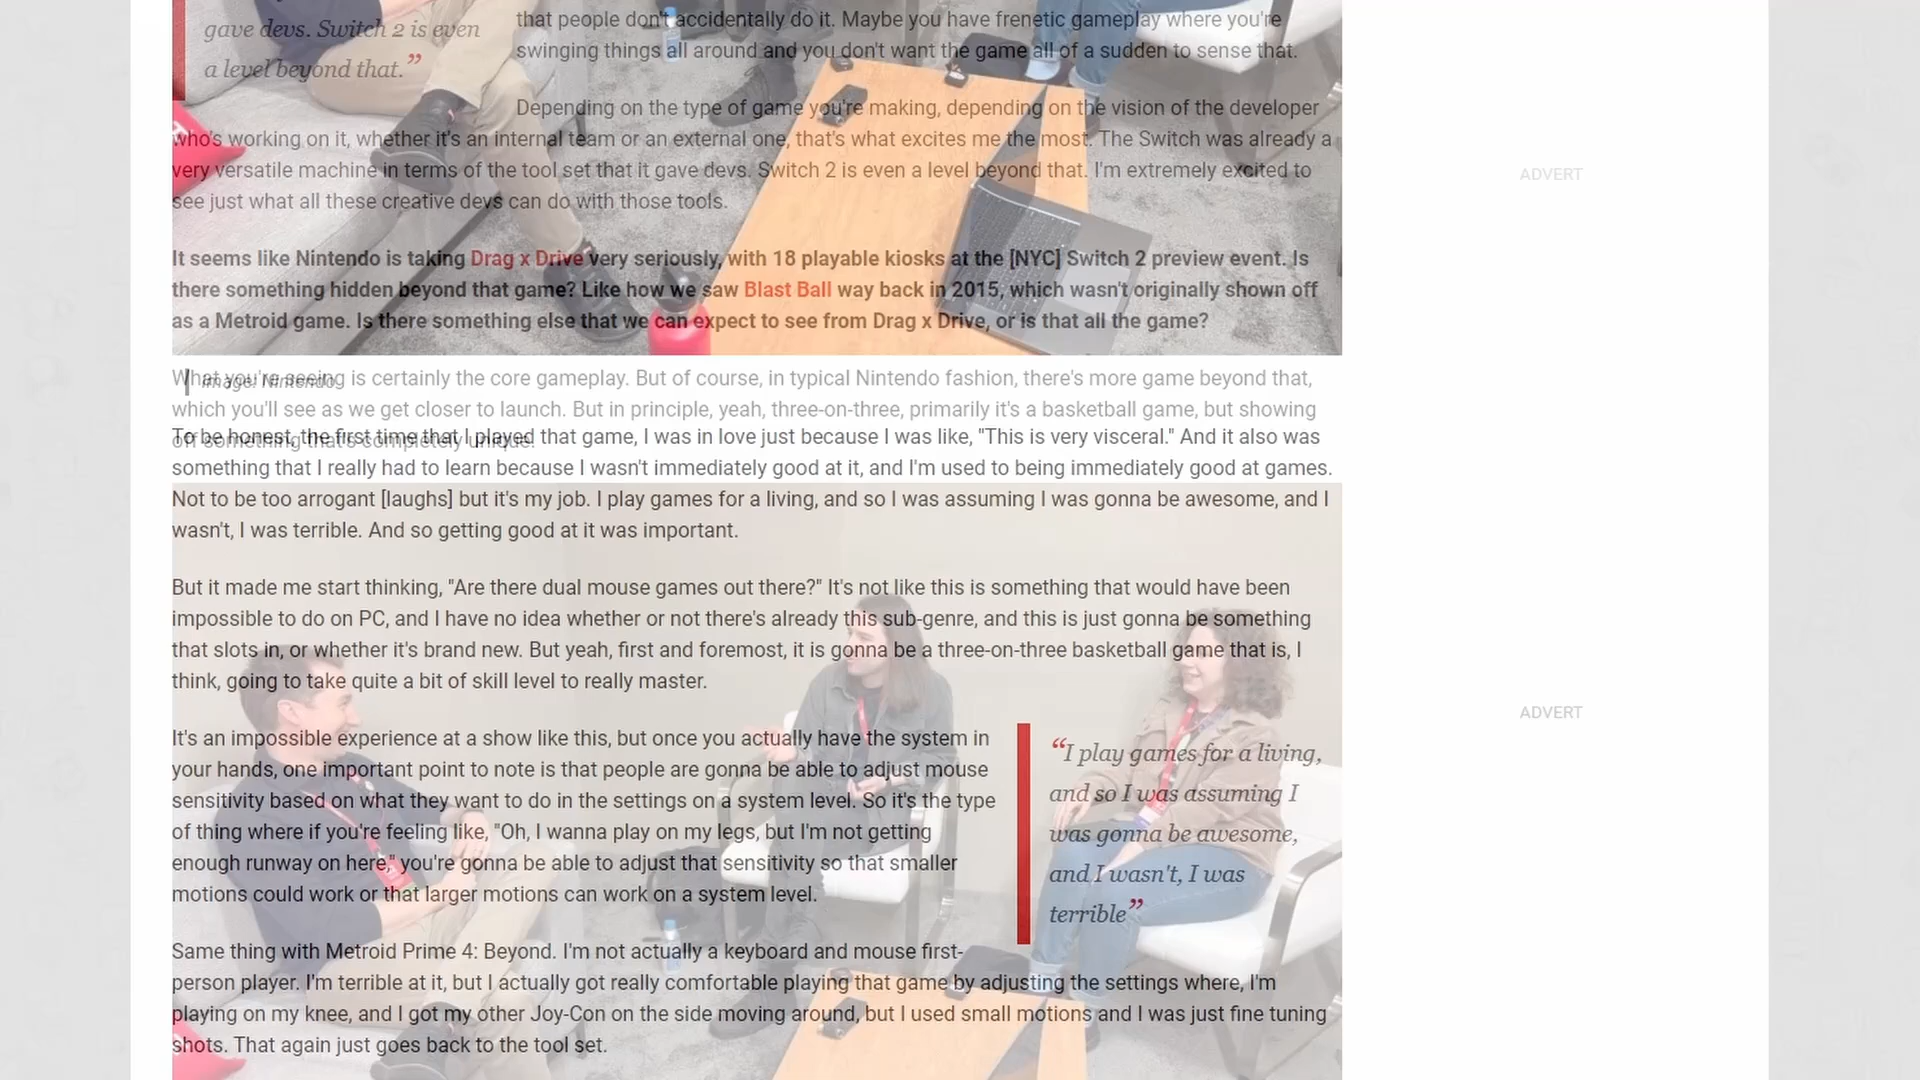 gave devs. Switch 2 is even
a level beyond that.”
that people don't accidentally do it. Maybe you have frenetic gameplay where you're
swinging things all around and you don't want the game all of a sudden to sense that.
Depending on the type of game you're making, depending on the vision of the developer
who's working on it, whether it's an internal team or an external one, that's what excites me the most. The Switch was already a
very versatile machine in terms of the tool set that it gave devs. Switch 2 is even a level beyond that. I'm extremely excited to
see just what all these creative devs can do with those tools.
ADVERT
It seems like Nintendo is taking Drag x Drive very seriously, with 18 playable kiosks at the [NYC] Switch 2 preview event. Is
there something hidden beyond that game? Like how we saw Blast Ball way back in 2015, which wasn't originally shown off
as a Metroid game. Is there something else that we can expect to see from Drag x Drive, or is that all the game?
Image: Nintendo
What you're seeing is certainly the core gameplay. But of course, in typical Nintendo fashion, there's more game beyond that,
which you'll see as we get closer to launch. But in principle, yeah, three-on-three, primarily it's a basketball game, but showing
off something that's completely unique.
To be honest, the first time that I played that game, I was in love just because I was like, "This is very visceral." And it also was
something that I really had to learn because I wasn't immediately good at it, and I'm used to being immediately good at games.
Not to be too arrogant [laughs] but it's my job. I play games for a living, and so I was assuming I was gonna be awesome, and I
wasn't, I was terrible. And so getting good at it was important.
But it made me start thinking, "Are there dual mouse games out there?" It's not like this is something that would have been
impossible to do on PC, and I have no idea whether or not there's already this sub-genre, and this is just gonna be something
that slots in, or whether it's brand new. But yeah, first and foremost, it is gonna be a three-on-three basketball game that is, I
think, going to take quite a bit of skill level to really master.
ADVERT
It's an impossible experience at a show like this, but once you actually have the system in
your hands, one important point to note is that people are gonna be able to adjust mouse
sensitivity based on what they want to do in the settings on a system level. So it's the type
of thing where if you're feeling like, "Oh, I wanna play on my legs, but I'm not getting
enough runway on here," you're gonna be able to adjust that sensitivity so that smaller
motions could work or that larger motions can work on a system level.
“I play games for a living,
and so I was assuming I
was gonna be awesome,
and I wasn't, I was
terrible”
Same thing with Metroid Prime 4: Beyond. I'm not actually a keyboard and mouse first-
person player. I'm terrible at it, but I actually got really comfortable playing that game by adjusting the settings where, I'm
playing on my knee, and I got my other Joy-Con on the side moving around, but I used small motions and I was just fine tuning
shots. That again just goes back to the tool set.